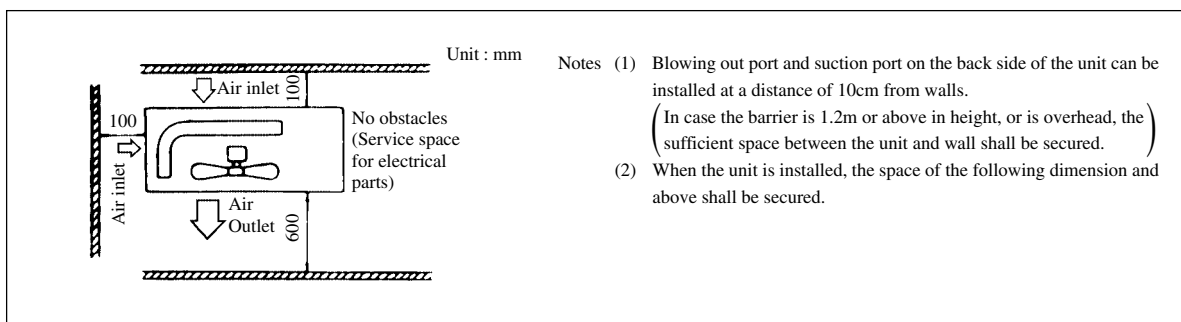 Unit : mm
Air inlet
100
100
Air inlet
No obstacles
(Service space
for electrical
parts)
Air
Outlet
600
Notes (1) Blowing out port and suction port on the back side of the unit can be
installed at a distance of 10cm from walls.
(In case the barrier is 1.2m or above in height, or is overhead, the
sufficient space between the unit and wall shall be secured.)
(2) When the unit is installed, the space of the following dimension and
above shall be secured.